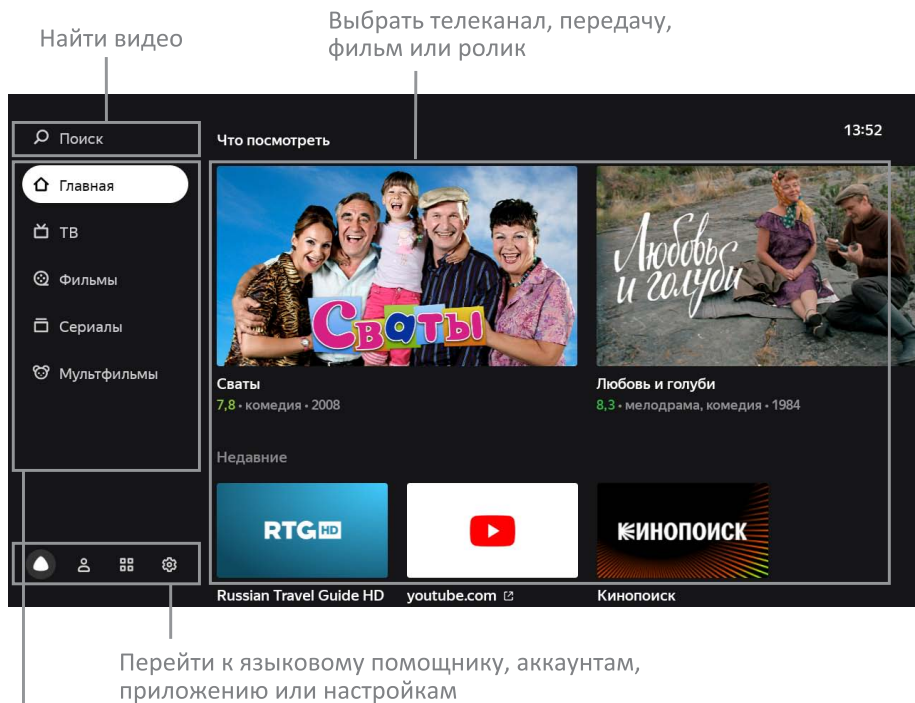 Выбрать телеканал, передачу,
фильм или ролик
Найти видео
13:52
Поиск
Что посмотреть
Главная
ТВ
Фильмы
Сериалы
Мультфильмы
Сваты
Любовь и голуби
Сваты
7,8 • комедия • 2008
Любовь и голуби
8,3 • мелодрама, комедия • 1984
Недавние
RTG HD
КИНОПОИСК
Russian Travel Guide HD
youtube.com
Кинопоиск
Перейти к языковому помощнику, аккаунтам,
приложению или настройкам